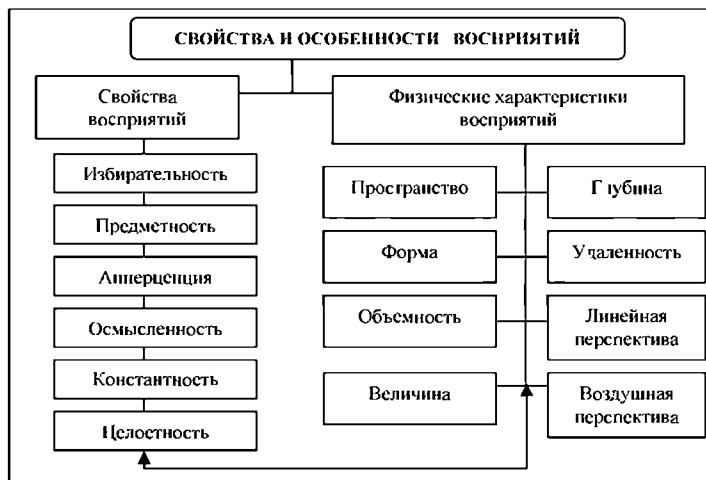 СВОЙСТВА И ОСОБЕННОСТИ ВОСПРИЯТИЙ
Свойства
восприятий
Физические характеристики
восприятий
Избирательность
Предметность
Апперцепция
Осмысленность
Константность
Целостность
Пространство
Глубина
Форма
Удаленность
Объемность
Линейная
перспектива
Величина
Воздушная
перспектива